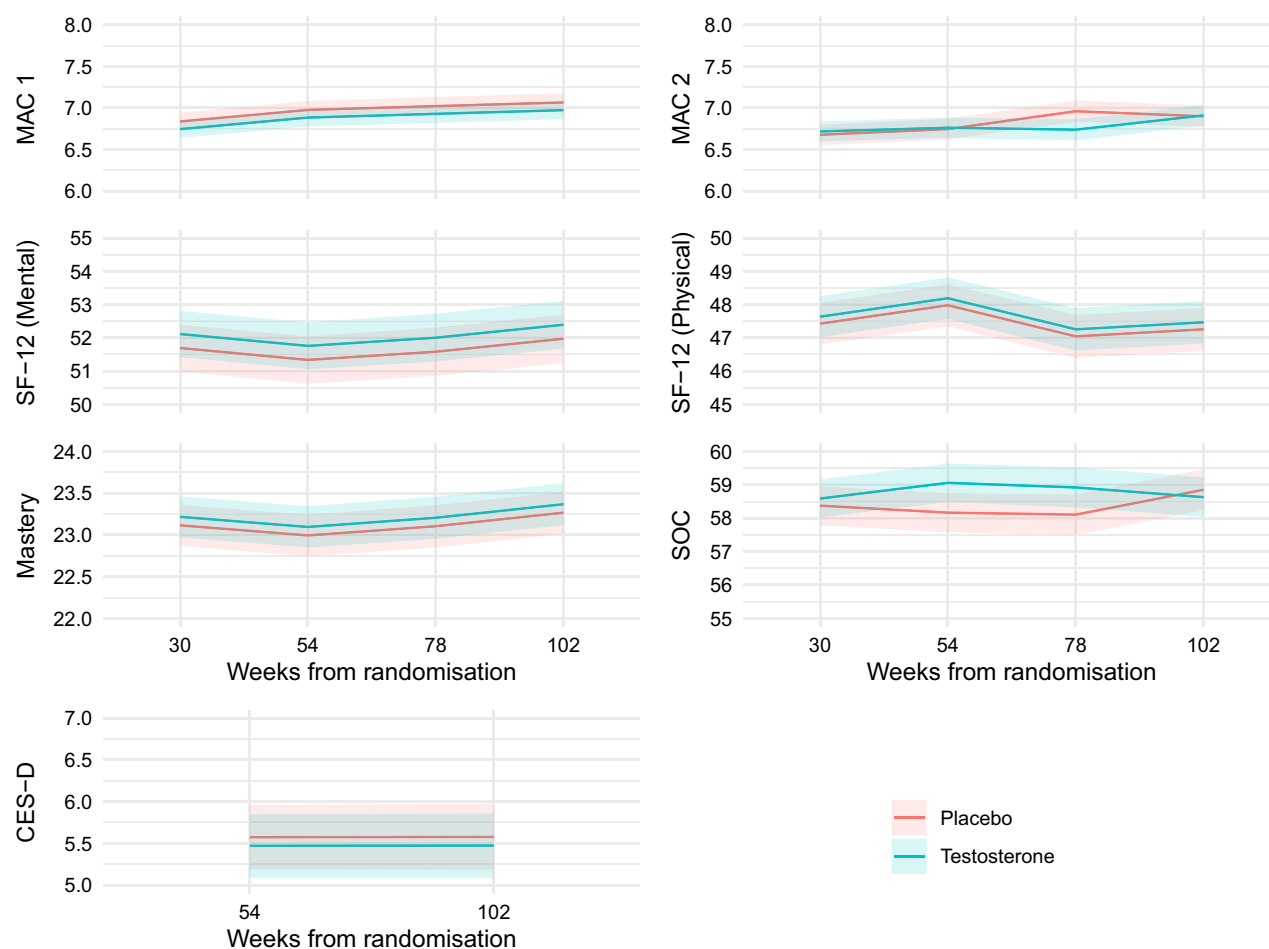 MAC 1
8.0
7.5
7.0
6.5
6.0
MAC 2
8.0
7.5
7.0
6.5
6.0
SF−12 (Mental)
55
54
53
52
51
50
SF−12 (Physical)
50
49
48
47
46
45
Mastery
24.0
23.5
23.0
22.5
22.0
30 54 78 102
Weeks from randomisation
SOC
60
59
58
57
56
55
30 54 78 102
Weeks from randomisation
CES-D
7.0
6.5
6.0
5.5
5.0
54 102
Weeks from randomisation
Placebo
Testosterone